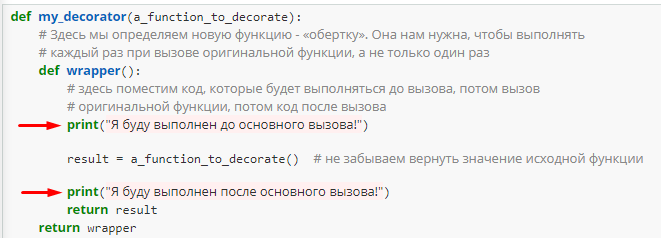 def my_decorator(a_function_to_decorate):
# Здесь мы определяем новую функцию - «обертку». Она нам нужна, чтобы выполнять
# каждый раз при вызове оригинальной функции, а не только один раз
def wrapper():
# здесь поместим код, которые будет выполняться до вызова, потом вызов
# оригинальной функции, потом код после вызова
print("Я буду выполнен до основного вызова!")
result = a_function_to_decorate() # не забываем вернуть значение исходной функции
print("Я буду выполнен после основного вызова!")
return result
return wrapper